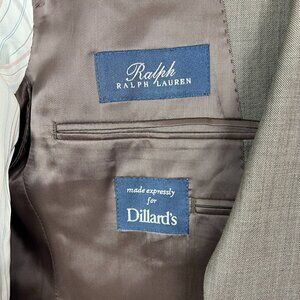 Ralph
RALPH LAUREN
made expressly
for
Dillard's